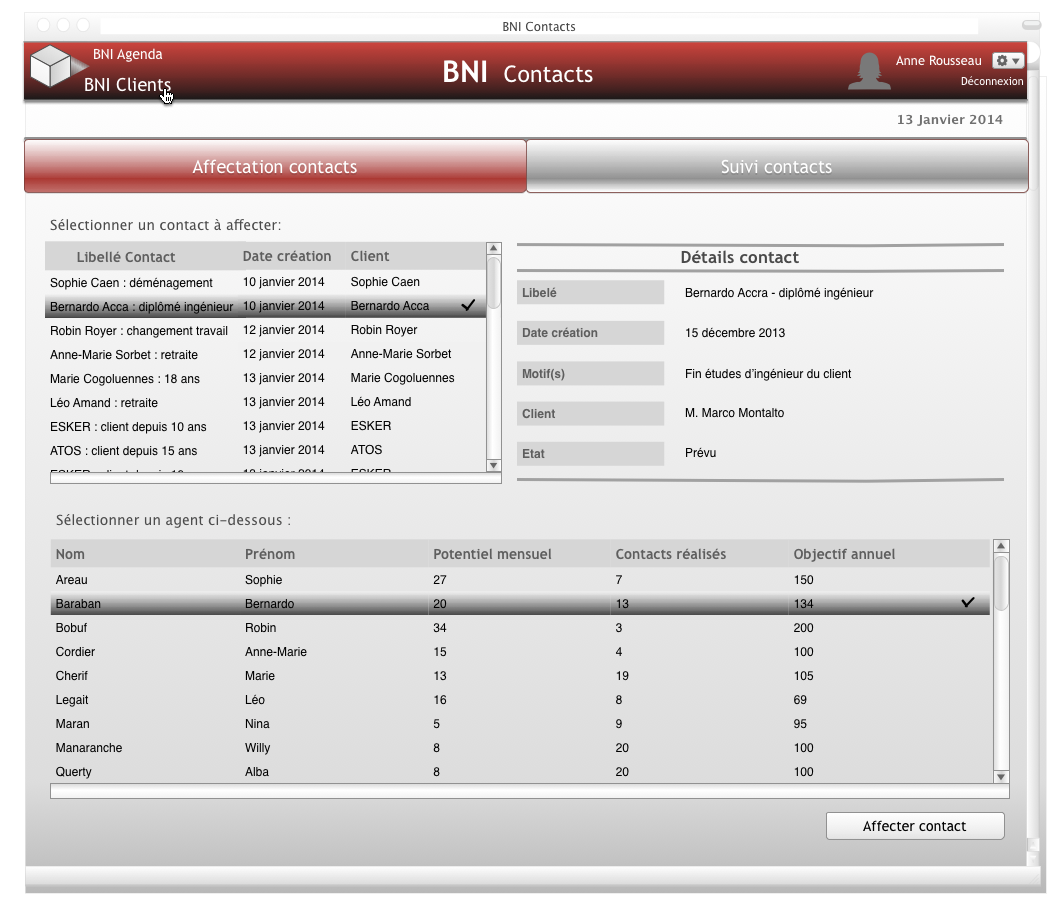 BNI Contacts
BNI Agenda
BNI Clients
BNI Contacts
Anne Rousseau
Déconnexion
13 Janvier 2014
Affectation contacts Suivi contacts
Sélectionner un contact à affecter:
Libellé Contact Date création Client
Sophie Caen : déménagement 10 janvier 2014 Sophie Caen
Bernardo Acca : diplômé ingénieur 10 janvier 2014 Bernardo Acca
Robin Royer : changement travail 12 janvier 2014 Robin Royer
Anne-Marie Sorbet : retraite 12 janvier 2014 Anne-Marie Sorbet
Marie Cogoluennes : 18 ans 13 janvier 2014 Marie Cogoluennes
Léo Amand : retraite 13 janvier 2014 Léo Amand
ESKER : client depuis 10 ans 13 janvier 2014 ESKER
ATOS : client depuis 15 ans 13 janvier 2014 ATOS
Détails contact
Libelé Bernardo Accra - diplômé ingénieur
Date création 15 décembre 2013
Motif(s) Fin études d'ingénieur du client
Client M. Marco Montalto
Etat Prévu
Sélectionner un agent ci-dessous :
Nom Prénom Potentiel mensuel Contacts réalisés Objectif annuel
Areau Sophie 27 7 150
Baraban Bernardo 20 13 134
Bobuf Robin 34 3 200
Cordier Anne-Marie 15 4 100
Cherif Marie 13 19 105
Legait Léo 16 8 69
Maran Nina 5 9 95
Manaranche Willy 8 20 100
Querty Alba 8 20 100
Affecter contact